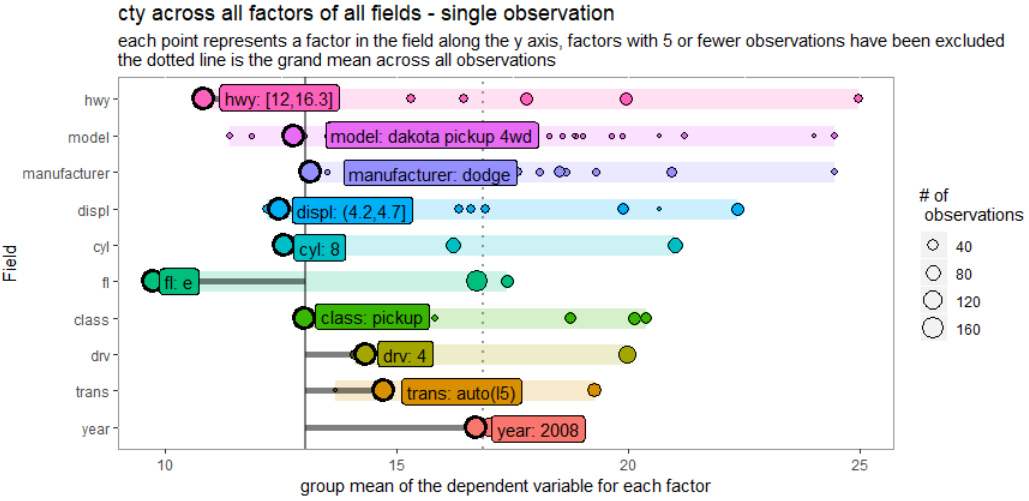 cty across all factors of all fields - single observation
each point represents a factor in the field along the y axis, factors with 5 or fewer observations have been excluded
the dotted line is the grand mean across all observations
Field
hwy
hwy: [12,16.3]
model
model: dakota pickup 4wd
manufacturer
manufacturer: dodge
displ
displ: (4.2,4.7]
cyl
cyl: 8
fl
fl: e
class
class: pickup
drv
drv: 4
trans
trans: auto(l5)
year
year: 2008
10 15 20 25
group mean of the dependent variable for each factor
# of
observations
40
80
120
160